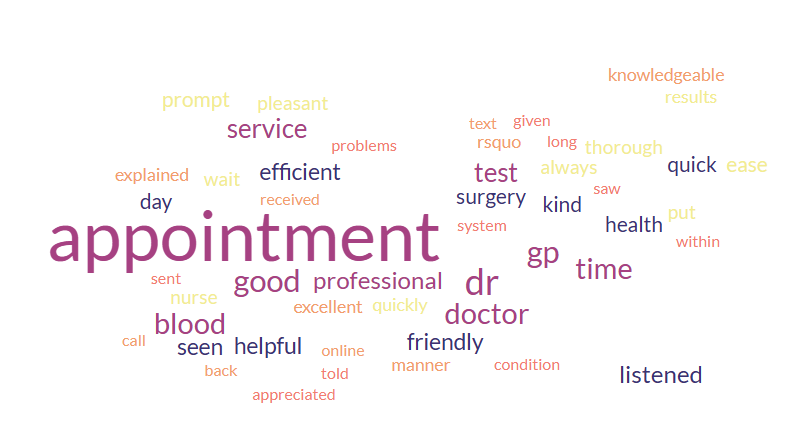 knowledgeable
results
prompt
pleasant
service
text
given
problems
rsquo
long
thorough
explained
wait
efficient
test
always
quick
ease
day
received
surgery
kind
saw
put
appointment
system
health
within
gp
time
sent
good
professional
dr
nurse
excellent
quickly
doctor
blood
call
seen
helpful
online
friendly
back
told
manner
condition
listened
appreciated